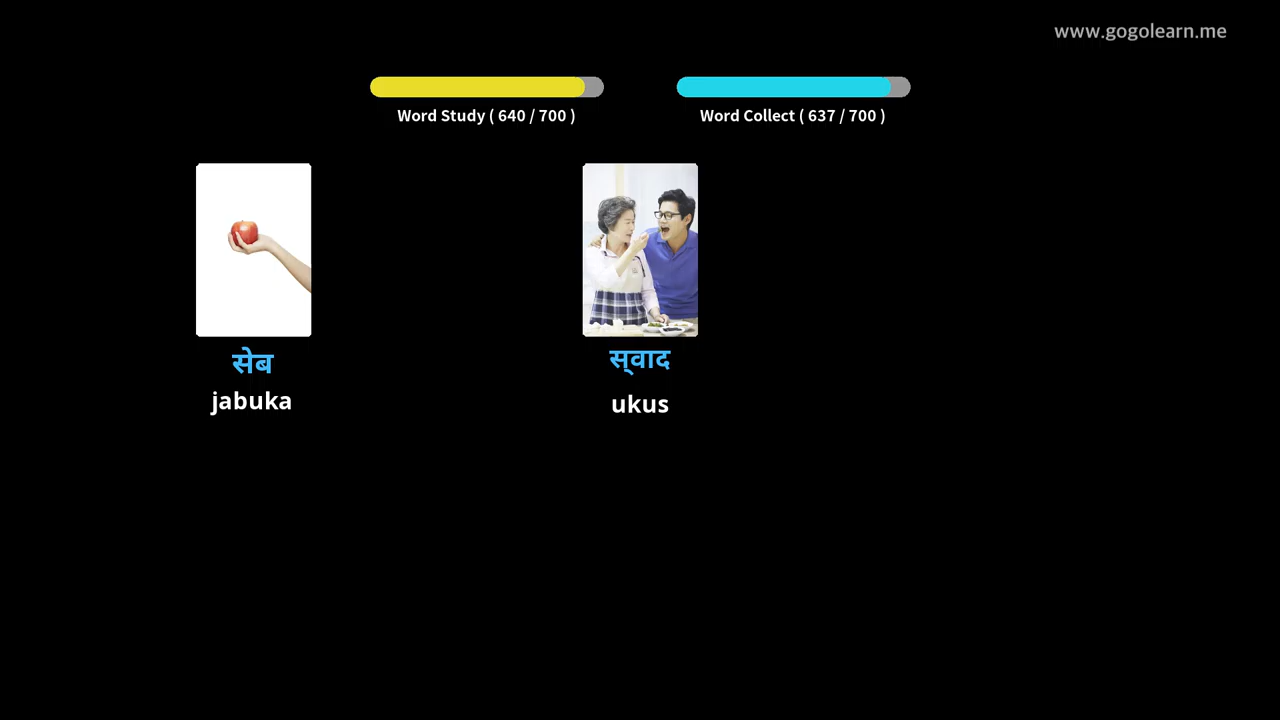 www.gogolearn.me
Word Study ( 640 / 700 )
Word Collect ( 637 / 700 )
सेब
jabuka
स्‌वाद
ukus